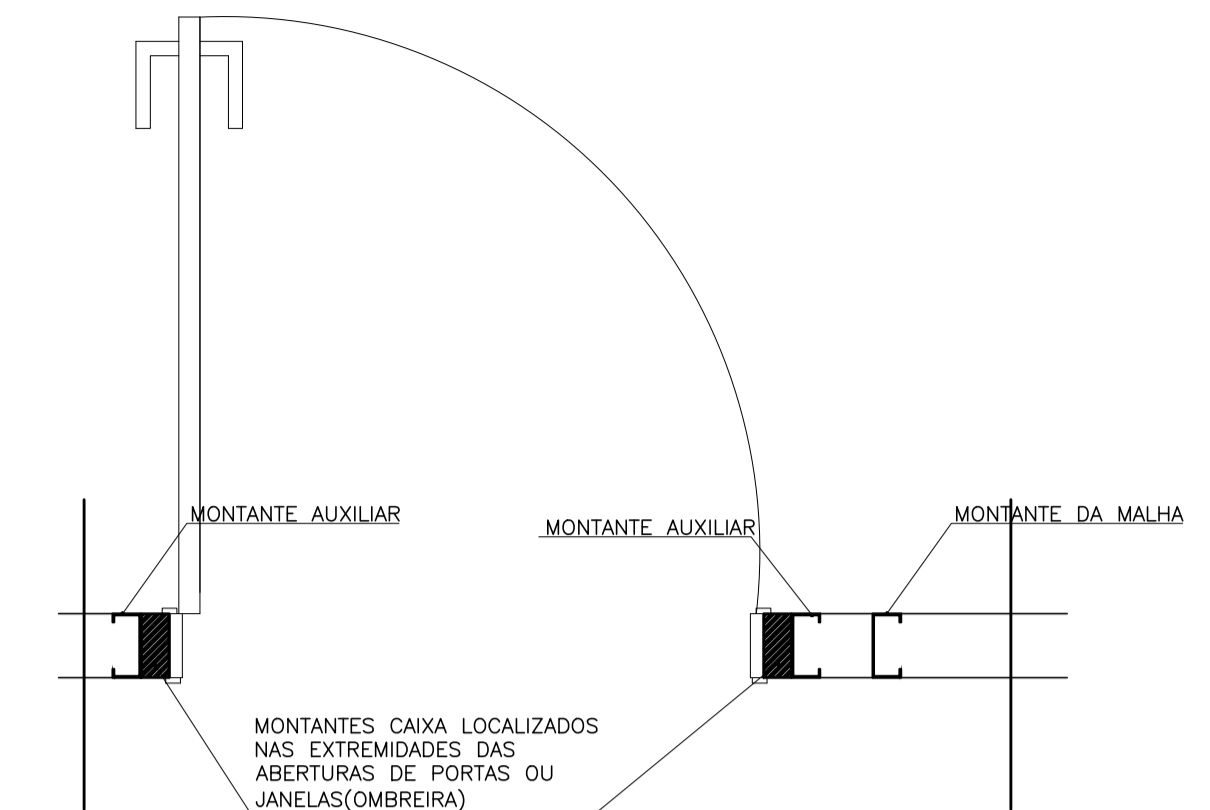 MONTANTE AUXILIAR
MONTANTE AUXILIAR
MONTANTE DA MALHA
MONTANTES CAIXA LOCALIZADOS
NAS EXTREMIDADES DAS
ABERTURAS DE PORTAS OU
JANELAS(OMBREIRA)